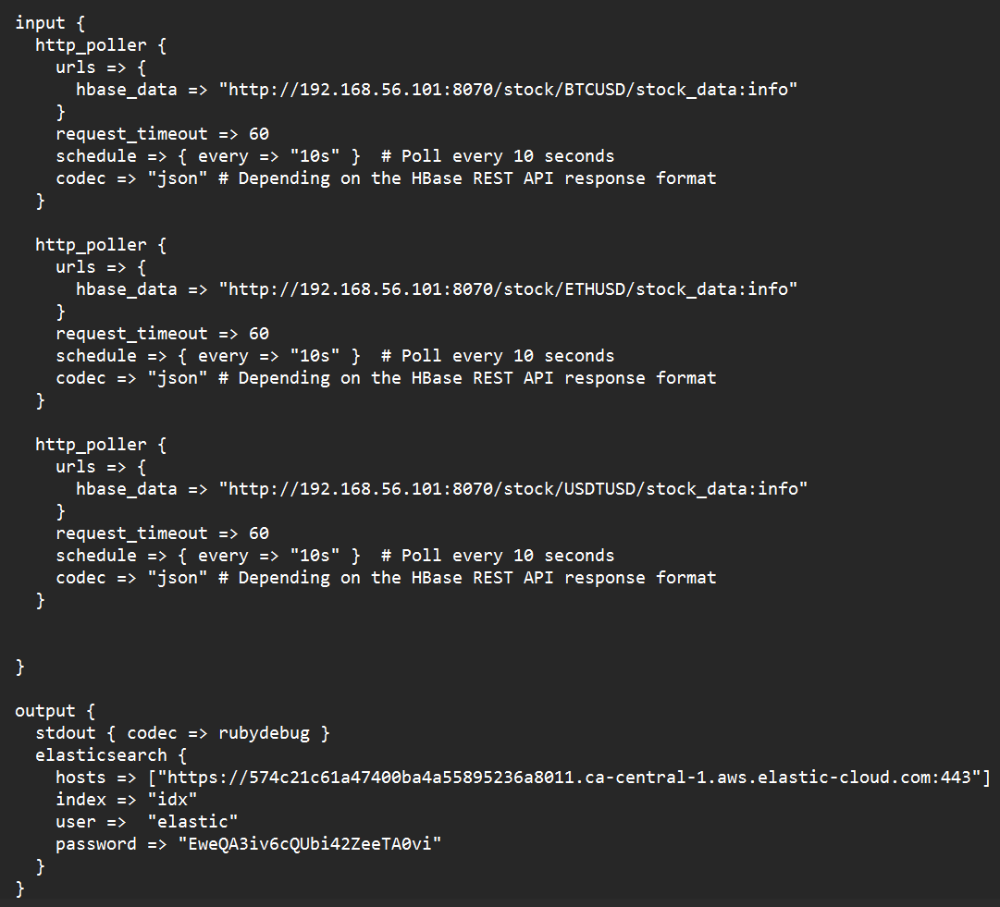 input {
  http_poller {
    urls => {
      hbase_data => "http://192.168.56.101:8070/stock/BTCUSD/stock_data:info"
    }
    request_timeout => 60
    schedule => { every => "10s" }  # Poll every 10 seconds
    codec => "json" # Depending on the HBase REST API response format
  }

  http_poller {
    urls => {
      hbase_data => "http://192.168.56.101:8070/stock/ETHUSD/stock_data:info"
    }
    request_timeout => 60
    schedule => { every => "10s" }  # Poll every 10 seconds
    codec => "json" # Depending on the HBase REST API response format
  }

  http_poller {
    urls => {
      hbase_data => "http://192.168.56.101:8070/stock/USDTUSD/stock_data:info"
    }
    request_timeout => 60
    schedule => { every => "10s" }  # Poll every 10 seconds
    codec => "json" # Depending on the HBase REST API response format
  }


}

output {
  stdout { codec => rubydebug }
  elasticsearch {
    hosts => ["https://574c21c61a47400ba4a55895236a8011.ca-central-1.aws.elastic-cloud.com:443"]
    index => "idx"
    user =>  "elastic"
    password => "EweQA3iv6cQUbi42ZeeTA0vi"
  }
}